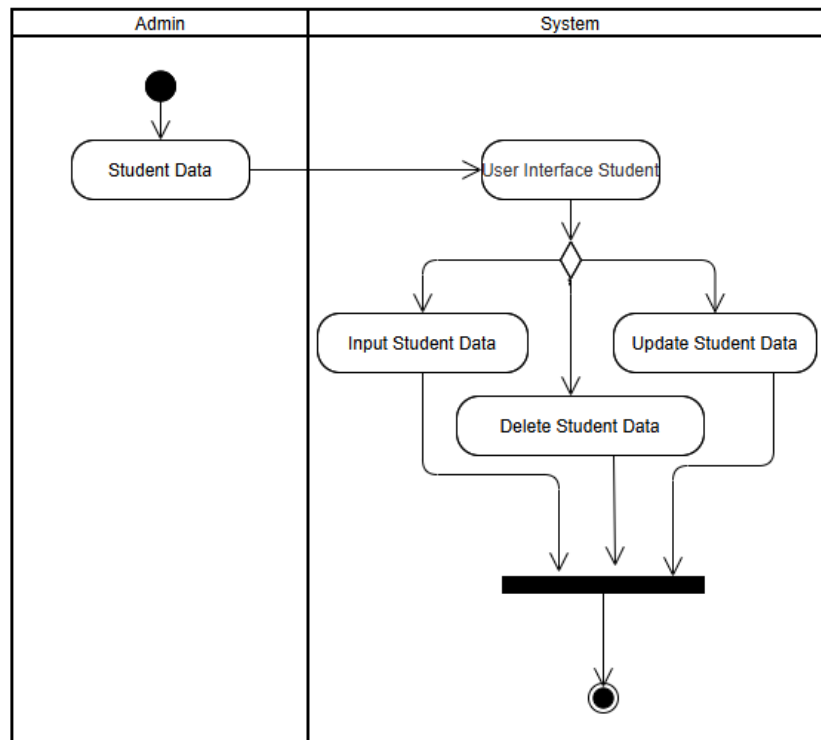 Admin
System
Student Data
User Interface Student
Input Student Data
Update Student Data
Delete Student Data